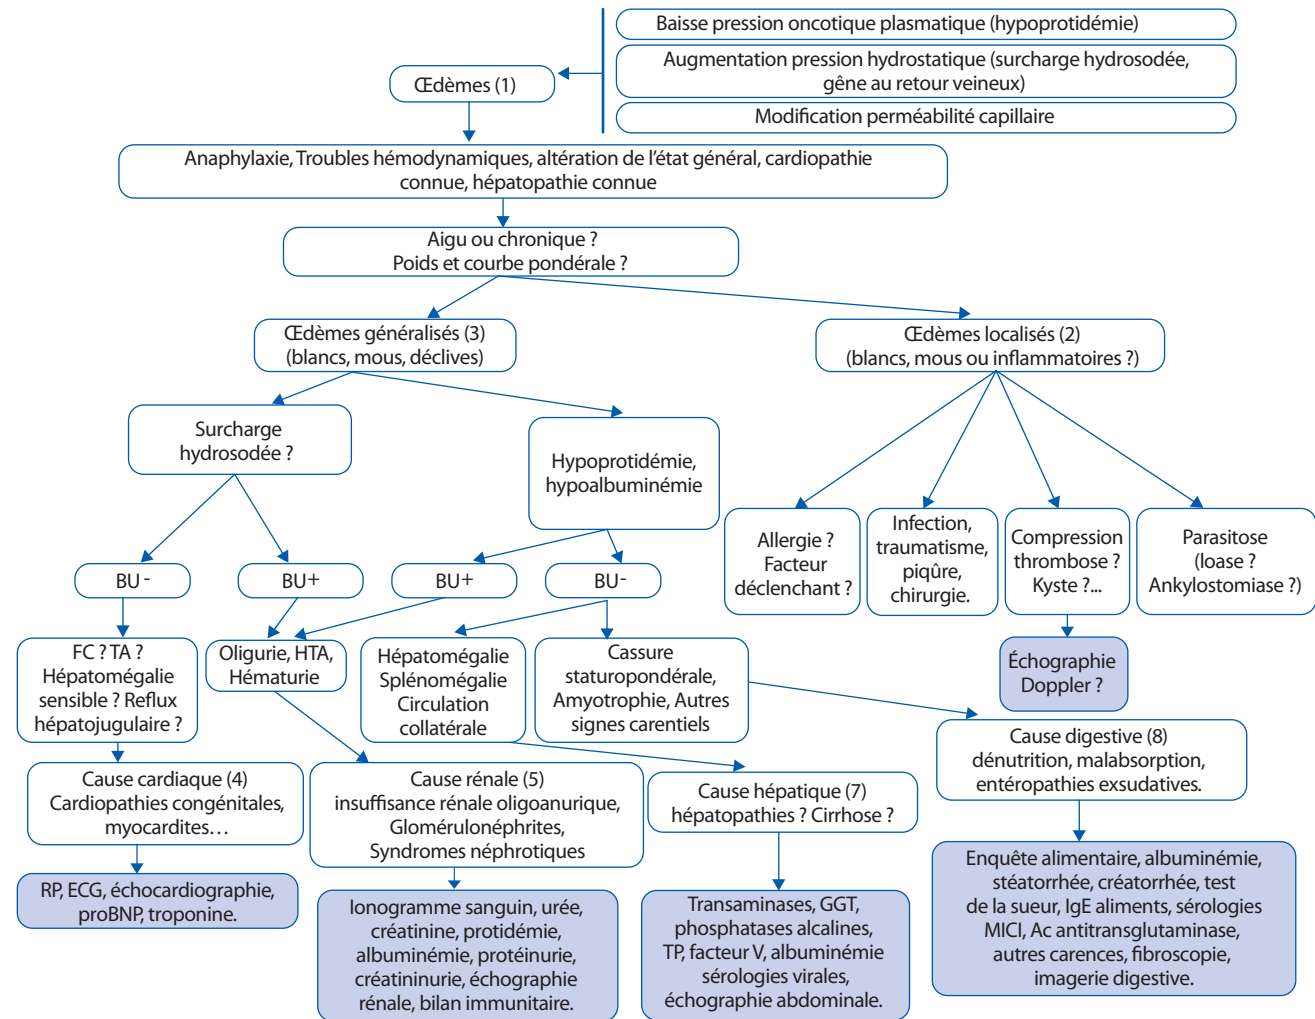 Baisse pression oncotique plasmatique (hypoprotidémie)
Augmentation pression hydrostatique (surcharge hydrosodée,
gêne au retour veineux)
Modification perméabilité capillaire
Œdèmes (1)
Anaphylaxie, Troubles hémodynamiques, altération de l'état général, cardiopathie
connue, hépatopathie connue
Aigu ou chronique ?
Poids et courbe pondérale ?
Œdèmes généralisés (3)
(blancs, mous, déclives)
Œdèmes localisés (2)
(blancs, mous ou inflammatoires ?)
Surcharge
hydrosodée ?
Hypoprotidémie,
hypoalbuminémie
Allergie ?
Facteur
déclenchant ?
Infection,
traumatisme,
piqûre,
chirurgie.
Compression
thrombose ?
Kyste ?...
Parasitose
(loase ?
Ankylostomiase ?)
BU -
BU+
BU+
BU-
FC ? TA ?
Hépatomégalie
sensible ? Reflux
hépatojugulaire ?
Oligurie, HTA,
Hématurie
Hépatomégalie
Splénomégalie
Circulation
collatérale
Cassure
staturopondérale,
Amyotrophie, Autres
signes carentiels
Échographie
Doppler ?
Cause cardiaque (4)
Cardiopathies congénitales,
myocardites…
Cause rénale (5)
insuffisance rénale oligoanurique,
Glomérulonéphrites,
Syndromes néphrotiques
Cause hépatique (7)
hépatopathies ? Cirrhose ?
Cause digestive (8)
dénutrition, malabsorption,
entéropathies exsudatives.
RP, ECG, échocardiographie,
proBNP, troponine.
Ionogramme sanguin, urée,
créatinine, protidémie,
albuminémie, protéinurie,
créatininurie, échographie
rénale, bilan immunitaire.
Transaminases, GGT,
phosphatases alcalines,
TP, facteur V, albuminémie
sérologies virales,
échographie abdominale.
Enquête alimentaire, albuminémie,
stéatorrhée, créatorrhée, test
de la sueur, IgE aliments, sérologies
MICI, Ac antitransglutaminase,
autres carences, fibroscopie,
imagerie digestive.